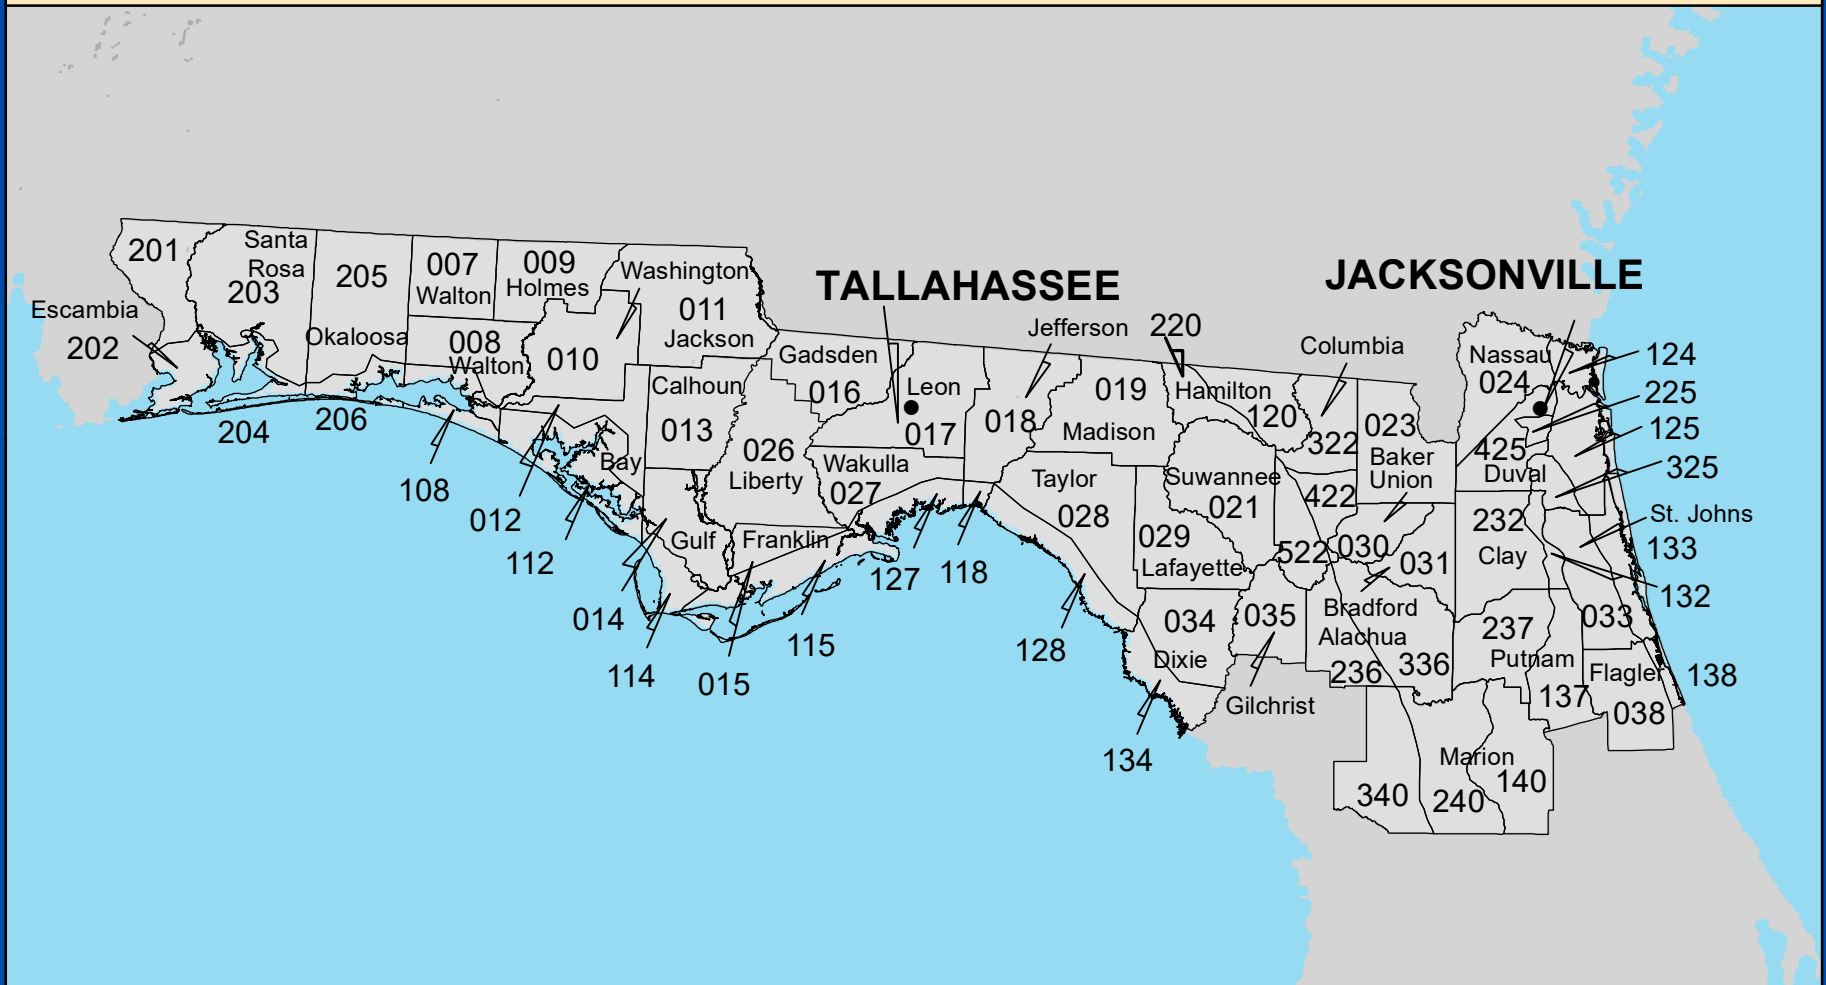 TALLAHASSEE
JACKSONVILLE
201
Santa
Rosa
203
205
007
Walton
009
Holmes
Washington
011
Jackson
Escambia
202
Okaloosa
008
Walton
010
204
206
108
012
112
Bay
Calhoun
013
Gadsden
016
Leon
017
Jefferson
018
220
019
Madison
Hamilton
120
Columbia
322
023
Baker
Union
Nassau
024
124
225
125
325
425
Duval
026
Liberty
Wakulla
027
Taylor
028
Suwannee
021
422
232
Clay
St. Johns
133
Gulf
Franklin
014
114
015
115
127
118
029
Lafayette
522
030
031
132
128
034
Dixie
035
Bradford
Alachua
236
336
237
Putnam
137
033
Flagler
038
138
134
Gilchrist
Marion
340
240
140